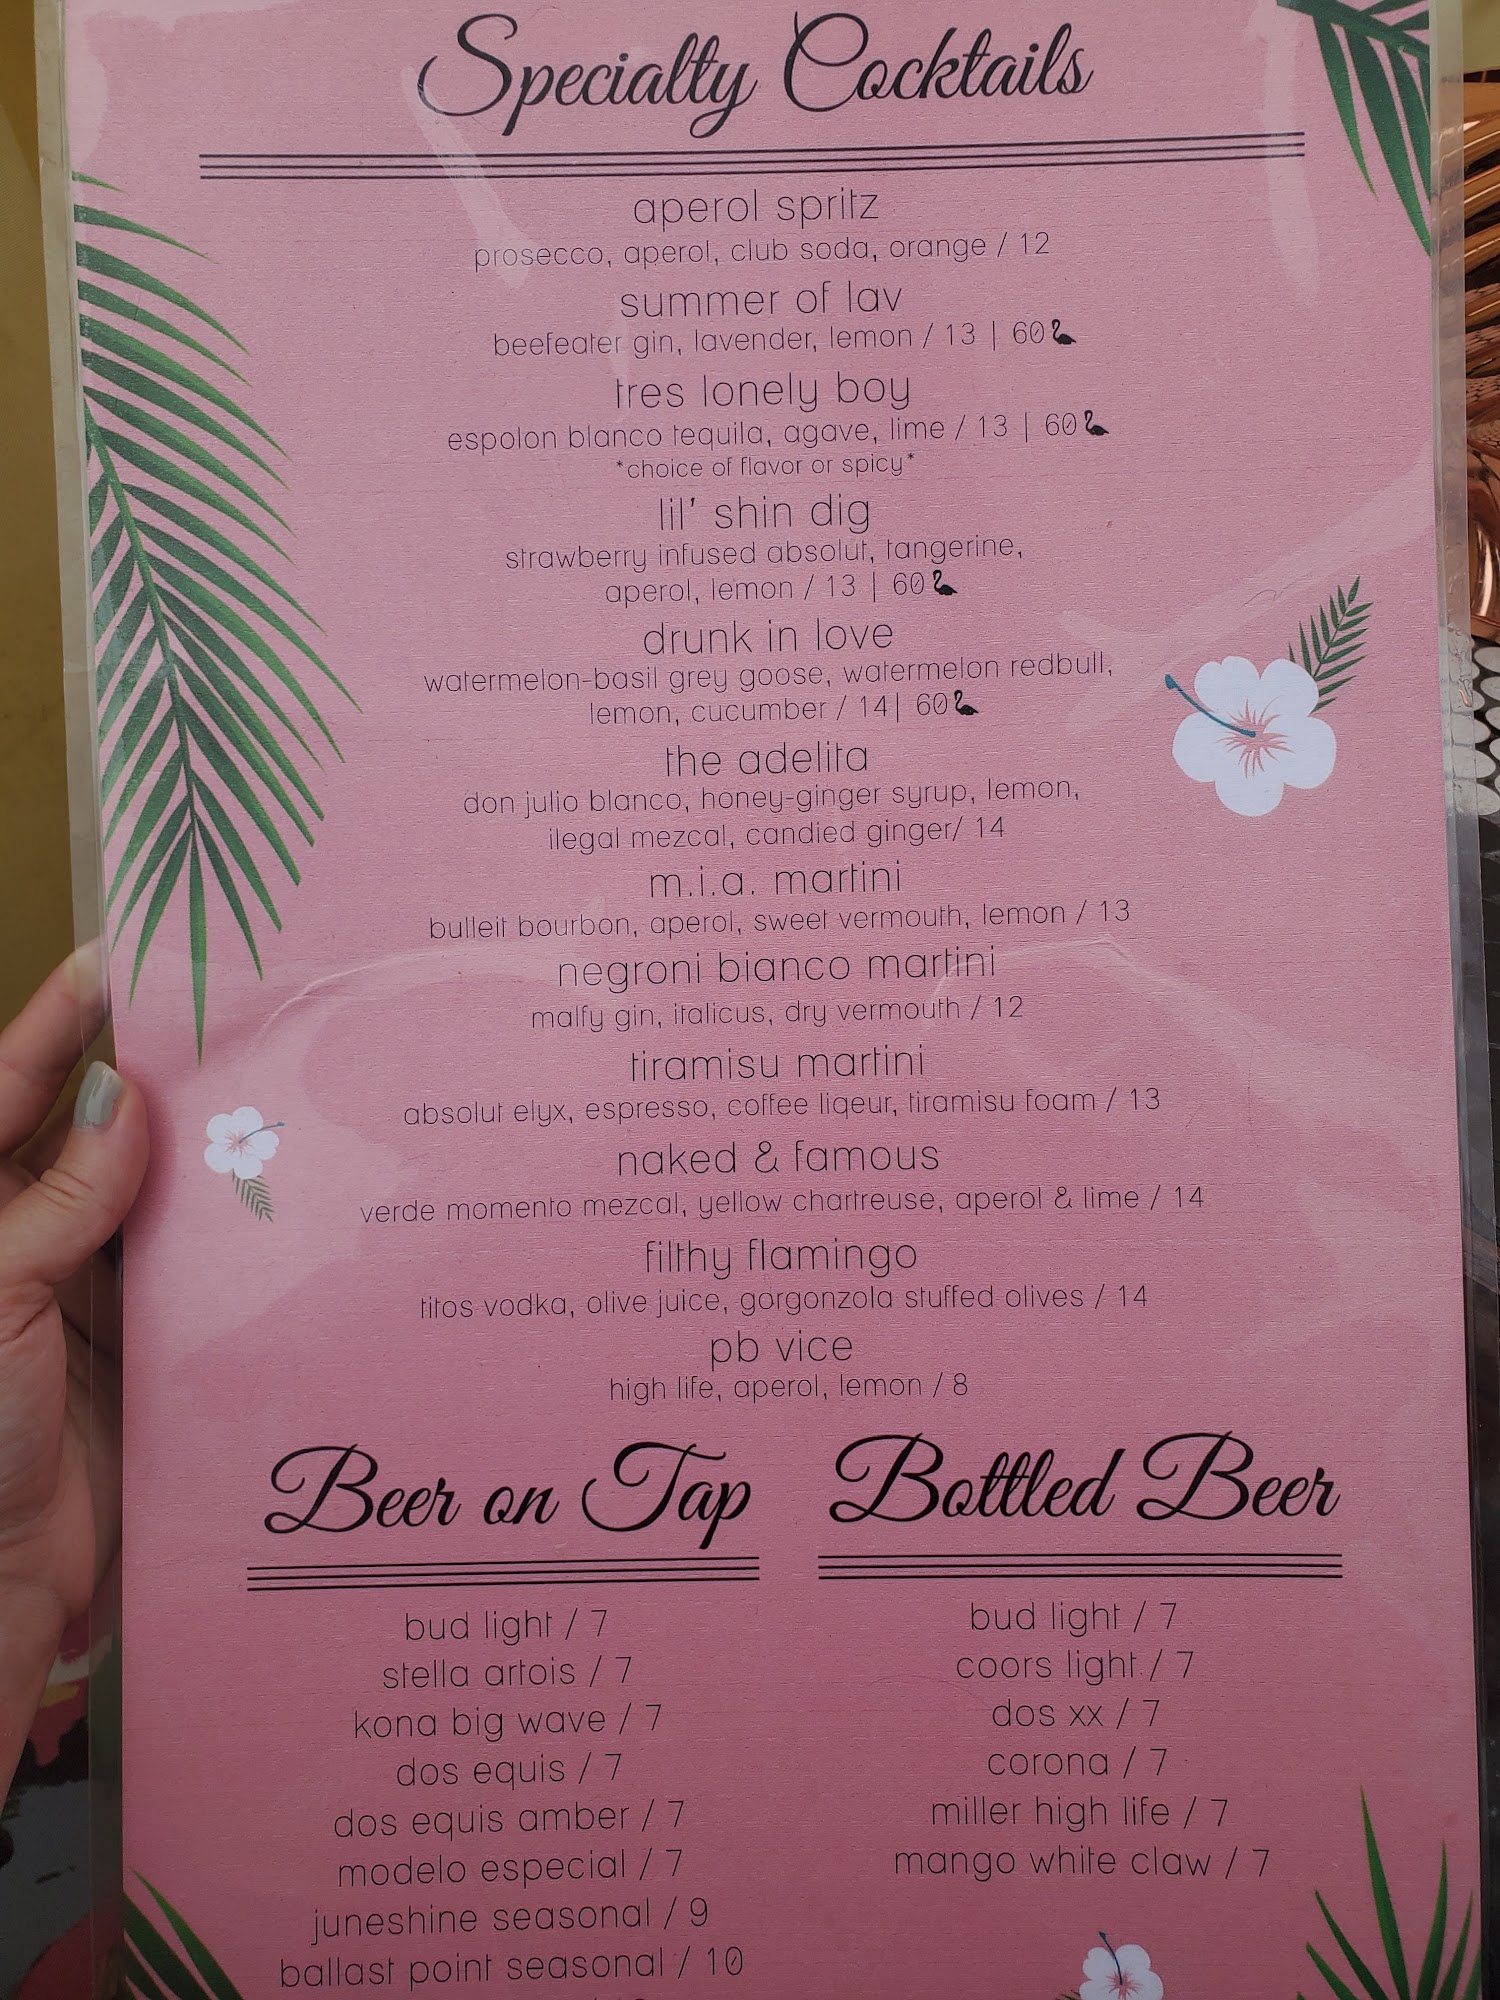 Specialty Cocktails
aperol spritz
prosecco, aperol, club soda, orange / 12
summer of lav
beefeater gin, lavender, lemon / 13 | 60
tres lonely boy
espolon blanco tequila, agave, lime / 13 | 60
*choice of flavor or spicy*
lil' shin dig
strawberry infused absolut, tangerine,
aperol, lemon / 13 | 60
drunk in love
watermelon-basil grey goose, watermelon redbull,
lemon, cucumber / 14| 60
the adelita
don julio blanco, honey-ginger syrup, lemon,
ilegal mezcal, candied ginger/ 14
m.i.a. martini
bulleit bourbon, aperol, sweet vermouth, lemon / 13
negroni bianco martini
malfy gin, italicus, dry vermouth / 12
tiramisu martini
absolut elyx, espresso, coffee liqeur, tiramisu foam / 13
naked & famous
verde momento mezcal, yellow chartreuse, aperol & lime / 14
filthy flamingo
titos vodka, olive juice, gorgonzola stuffed olives / 14
pb vice
high life, aperol, lemon / 8
Beer on Tap
bud light / 7
stella artois / 7
kona big wave / 7
dos equis / 7
dos equis amber / 7
modelo especial / 7
juneshine seasonal / 9
ballast point seasonal / 10
Bottled Beer
bud light / 7
coors light / 7
dos xx / 7
corona / 7
miller high life / 7
mango white claw / 7